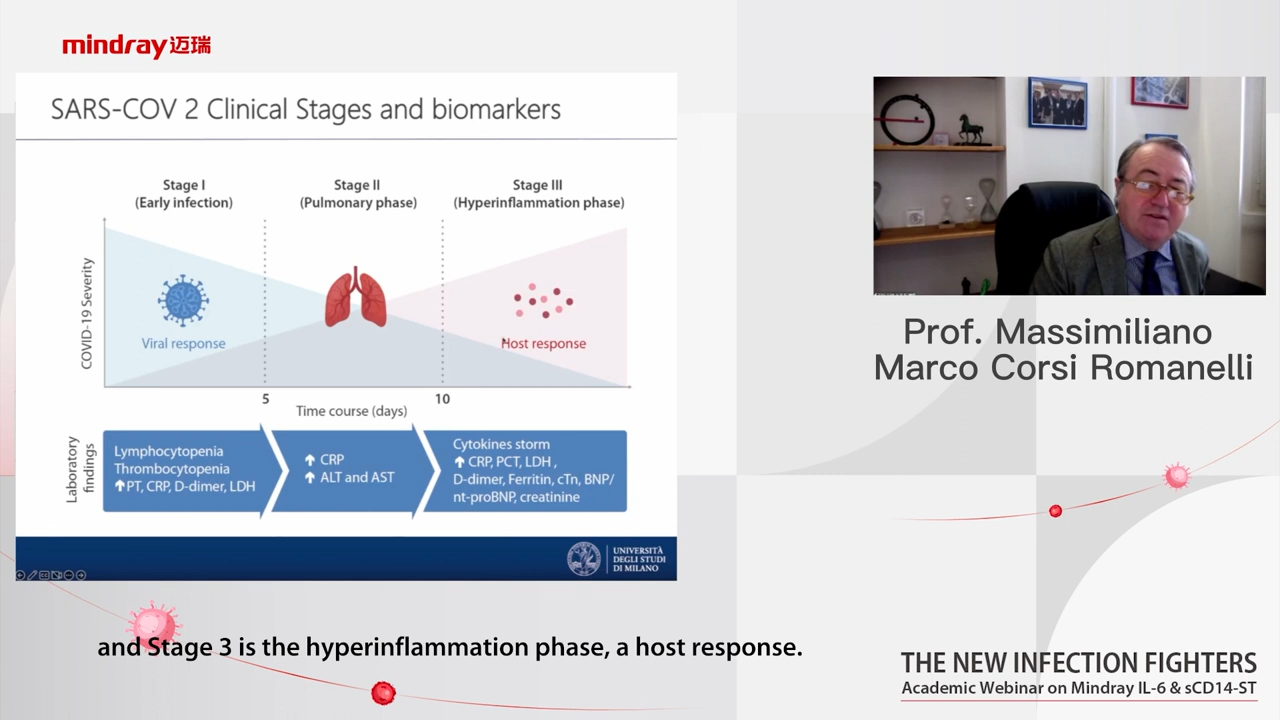 mindray迈瑞
SARS-COV 2 Clinical Stages and biomarkers
Stage I
(Early infection)
Stage II
(Pulmonary phase)
Stage III
(Hyperinflammation phase)
COVID-19 Severity
Viral response
Host response
5
10
Time course (days)
Laboratory
findings
Lymphocytopenia
Thrombocytopenia
↑PT, CRP, D-dimer, LDH
↑ CRP
↑ ALT and AST
Cytokines storm
↑ CRP, PCT, LDH ,
D-dimer, Ferritin, cTn, BNP/
nt-proBNP, creatinine
UNIVERSITÀ
DEGLI STUDI
DI MILANO
Prof. Massimiliano
Marco Corsi Romanelli
and Stage 3 is the hyperinflammation phase, a host response.
THE NEW INFECTION FIGHTERS
Academic Webinar on Mindray IL-6 & sCD14-ST